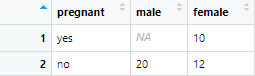 pregnant male female
1 yes NA 10
2 no 20 12